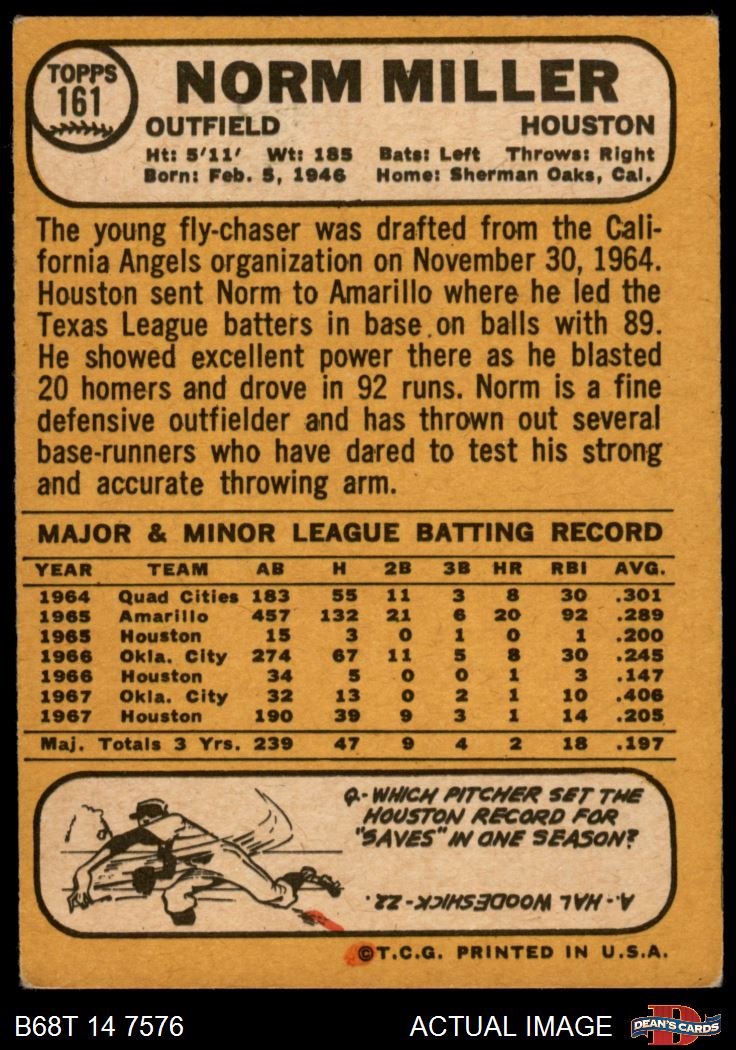 TOPPS
161
NORM MILLER
OUTFIELD HOUSTON
Ht: 5'11' Wt: 185 Bats: Left Throws: Right
Born: Feb. 5, 1946 Home: Sherman Oaks, Cal.
The young fly-chaser was drafted from the Cali-
fornia Angels organization on November 30, 1964.
Houston sent Norm to Amarillo where he led the
Texas League batters in base on balls with 89.
He showed excellent power there as he blasted
20 homers and drove in 92 runs. Norm is a fine
defensive outfielder and has thrown out several
base-runners who have dared to test his strong
and accurate throwing arm.
MAJOR & MINOR LEAGUE BATTING RECORD
YEAR TEAM AB H 2B 3B HR RBI AVG.
1964 Quad Cities 183 55 11 3 8 30 .301
1965 Amarillo 457 132 21 6 20 92 .289
1965 Houston 15 3 0 1 0 1 .200
1966 Okla. City 274 67 11 5 8 30 .245
1966 Houston 34 5 0 0 1 3 .147
1967 Okla. City 32 13 0 2 1 10 .406
1967 Houston 190 39 9 3 1 14 .205
Maj. Totals 3 Yrs. 239 47 9 4 2 18 .197
Q.- WHICH PITCHER SET THE
HOUSTON RECORD FOR
"SAVES" IN ONE SEASON?
A.- HAL WOODESHICK - 22.
©T.C.G. PRINTED IN U.S.A.
B68T 14 7576 ACTUAL IMAGE DEAN'S CARDS